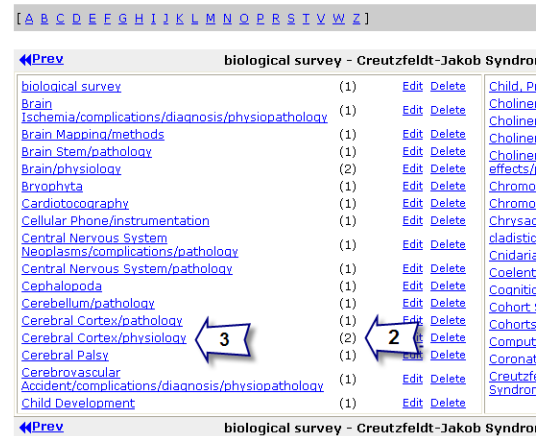 [ A B C D E F G H I J K L M N O P R S T V W Z ]
Prev biological survey - Creutzfeldt-Jakob
biological survey (1) Edit Delete
Brain
Ischemia/complications/diagnosis/physiopathology (1) Edit Delete
Brain Mapping/methods (1) Edit Delete
Brain Stem/pathology (1) Edit Delete
Brain/physiology (2) Edit Delete
Bryophyta (1) Edit Delete
Cardiotocography (1) Edit Delete
Cellular Phone/instrumentation (1) Edit Delete
Central Nervous System
Neoplasms/complications/pathology (1) Edit Delete
Central Nervous System/pathology (1) Edit Delete
Cephalopoda (1) Edit Delete
Cerebellum/pathology (1) Edit Delete
Cerebral Cortex/pathology (1) Edit Delete
Cerebral Cortex/physiology 3 (2) 2 Delete
Cerebral Palsy (1) Edit Delete
Cerebrovascular
Accident/complications/diagnosis/physiopathology (1) Edit Delete
Child Development (1) Edit Delete
Child,
Cohort
Prev biological survey - Creutzfeldt-Jakob